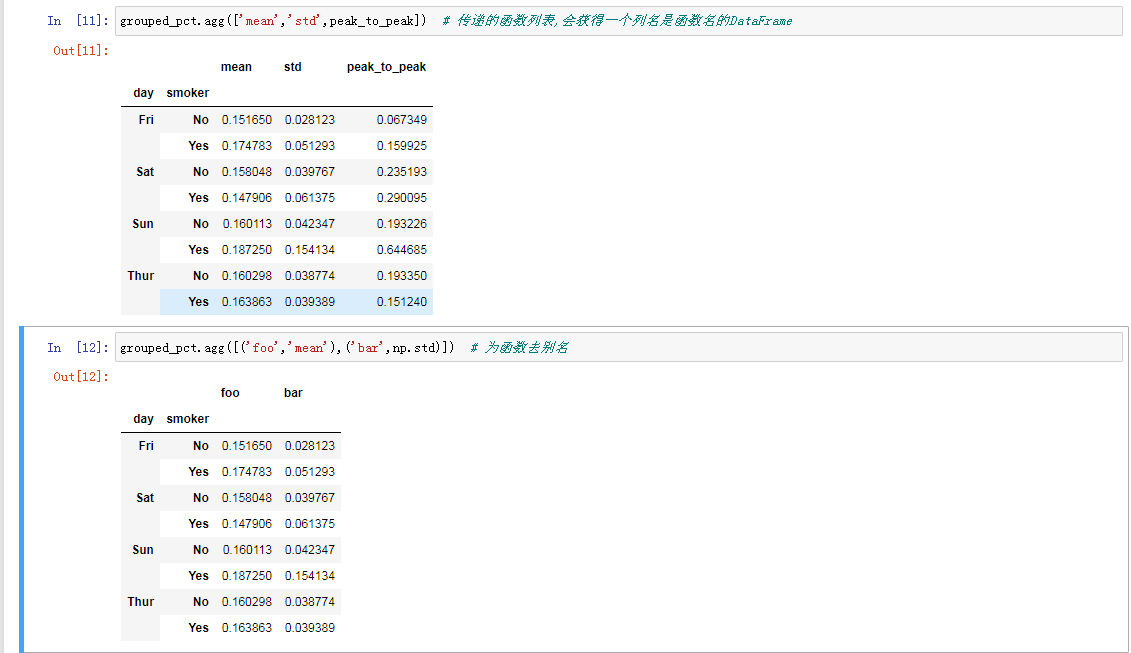 In [11]: grouped_pct.agg(['mean','std',peak_to_peak]) # 传递的函数列表,会获得一个列名是函数名的DataFrame
Out[11]:
mean std peak_to_peak
day smoker
Fri No 0.151650 0.028123 0.067349
Yes 0.174783 0.051293 0.159925
Sat No 0.158048 0.039767 0.235193
Yes 0.147906 0.061375 0.290095
Sun No 0.160113 0.042347 0.193226
Yes 0.187250 0.154134 0.644685
Thur No 0.160298 0.038774 0.193350
Yes 0.163863 0.039389 0.151240
In [12]: grouped_pct.agg([('foo','mean'),('bar',np.std)]) # 为函数去别名
Out[12]:
foo bar
day smoker
Fri No 0.151650 0.028123
Yes 0.174783 0.051293
Sat No 0.158048 0.039767
Yes 0.147906 0.061375
Sun No 0.160113 0.042347
Yes 0.187250 0.154134
Thur No 0.160298 0.038774
Yes 0.163863 0.039389